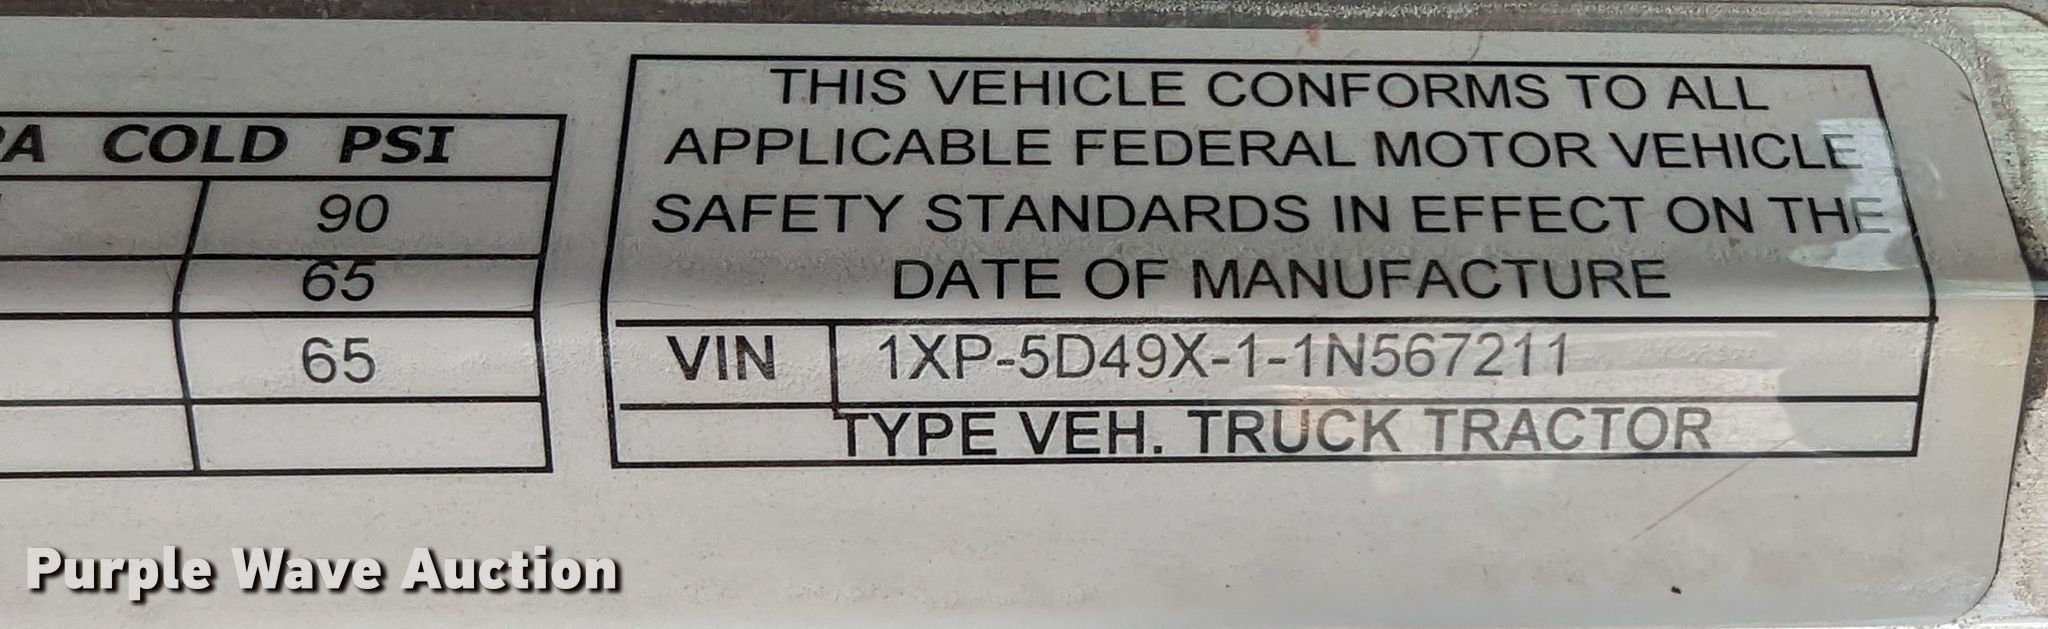 THIS VEHICLE CONFORMS TO ALL
APPLICABLE FEDERAL MOTOR VEHICLE
SAFETY STANDARDS IN EFFECT ON THE
DATE OF MANUFACTURE
VIN 1XP-5D49X-1-1N567211
TYPE VEH. TRUCK TRACTOR
COLD PSI
90
65
65
Purple Wave Auction